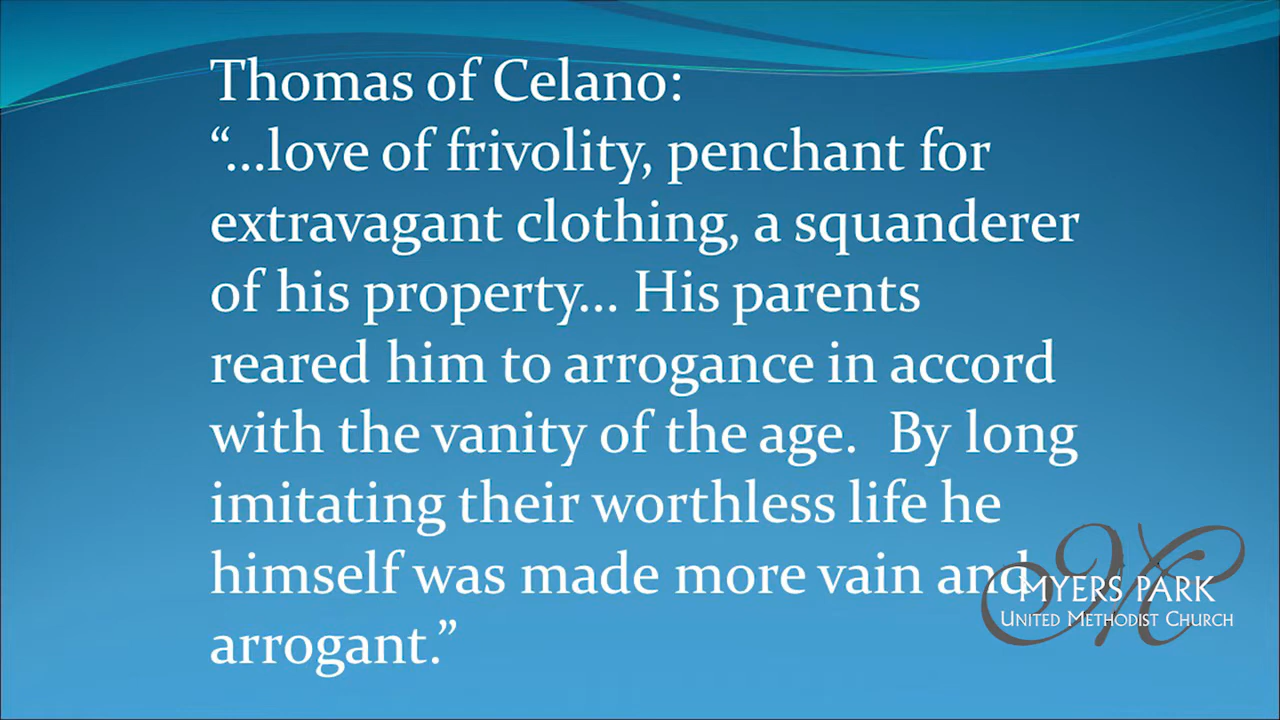 Thomas of Celano:
“…love of frivolity, penchant for
extravagant clothing, a squanderer
of his property… His parents
reared him to arrogance in accord
with the vanity of the age.  By long
imitating their worthless life he
himself was made more vain and
arrogant.”
MYERS PARK
UNITED METHODIST CHURCH